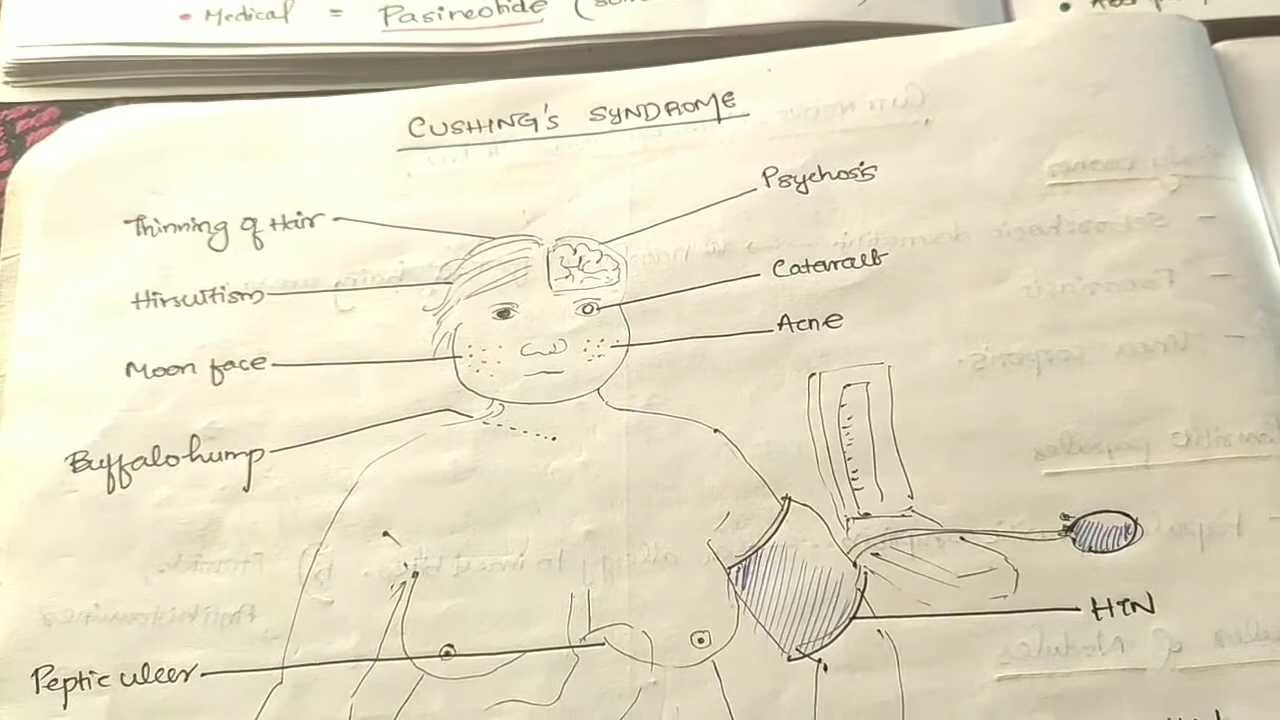 • Medical = Pasireotide
CUSHING'S SYNDROME
Thinning of Hair
Psychosis
Hirsutism
Cataract
Moon face
Acne
Buffalo hump
HTN
Peptic ulcer